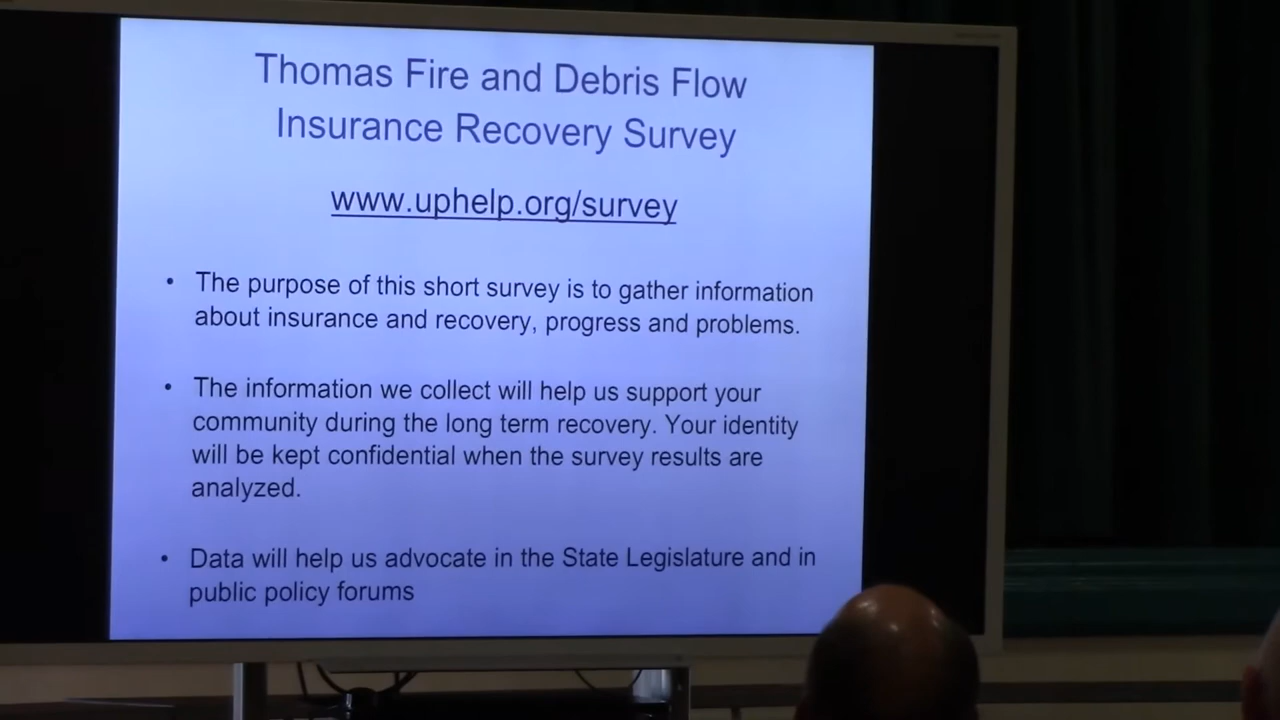 Thomas Fire and Debris Flow
Insurance Recovery Survey
www.uphelp.org/survey
• The purpose of this short survey is to gather information
about insurance and recovery, progress and problems.
• The information we collect will help us support your
community during the long term recovery. Your identity
will be kept confidential when the survey results are
analyzed.
• Data will help us advocate in the State Legislature and in
public policy forums